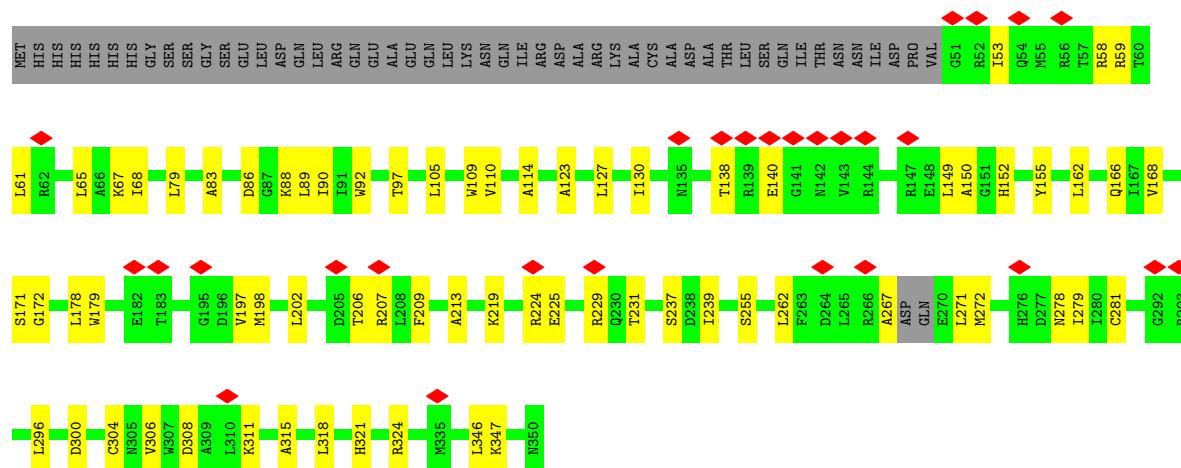 MET HIS HIS HIS HIS HIS HIS GLY SER SER GLY SER GLU LEU ASP GLN LEU ARG GLN GLU ALA GLU GLN LEU LYS ASN GLN ILE ARG ASP ALA ARG LYS ALA CYS ALA ASP ALA THR LEU SER GLN ILE THR ASN ASN ILE ASP PRO VAL G51 R52 I53 Q54 M55 R56 T57 R58 R59 T60
L61 R62 L65 A66 K67 I68 L79 A83 D86 G87 K88 L89 I90 I91 W92 T97 L105 W109 V110 A114 A123 L127 I130 N135 T138 R139 E140 G141 N142 V143 R144 R147 E148 L149 A150 G151 H152 Y155 L162 Q166 I167 V168
S171 G172 L178 W179 E182 T183 G195 D196 V197 M198 L202 D205 T206 R207 L208 F209 A213 K219 R224 E225 R229 Q230 T231 S237 D238 I239 S255 L262 F263 D264 L265 R266 A267 ASP GLN E270 L271 M272 H276 D277 N278 I279 I280 C281 G292
L296 D300 C304 N305 V306 W307 D308 A309 L310 K311 A315 L318 H321 R324 M335 L346 K347 N350